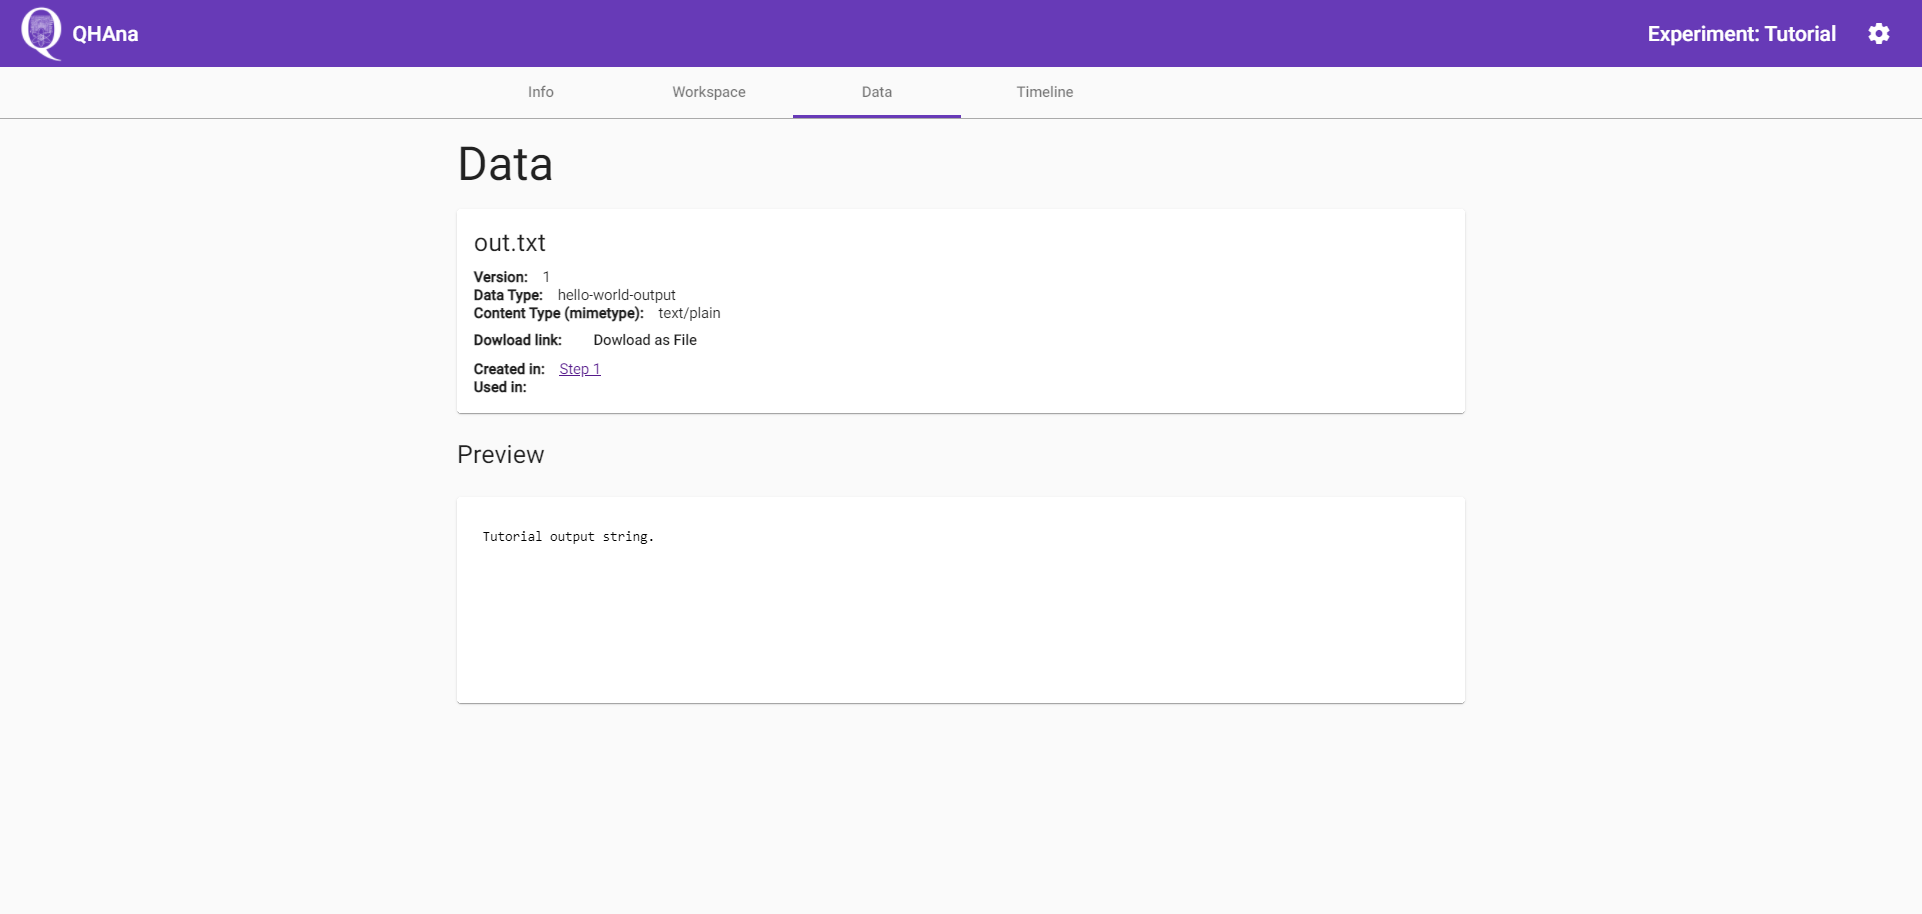 QHAna
Experiment: Tutorial
Info
Workspace
Data
Timeline
Data
out.txt
Version: 1
Data Type: hello-world-output
Content Type (mimetype): text/plain
Dowload link: Dowload as File
Created in: Step 1
Used in:
Preview
Tutorial output string.